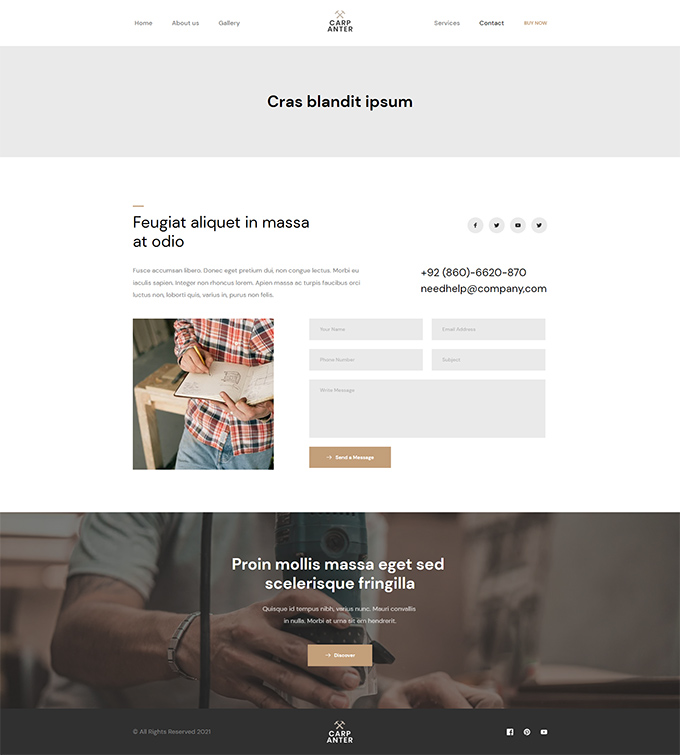 Home About us Gallery
CARP
ANTER
Services Contact BUY NOW
Cras blandit ipsum
Feugiat aliquet in massa
at odio
Fusce accumsan libero. Donec eget pretium dui, non congue lectus. Morbi eu
iaculis sapien. Integer non rhoncus lorem. Apien massa ac turpis faucibus orci
luctus non, loborti quis, varius in, purus non felis.
+92 (860)-6620-870
needhelp@company,com
Your Name
Email Address
Phone Number
Subject
Write Message
Send a Message
Proin mollis massa eget sed
scelerisque fringilla
Quisque id tempus nibh, varius nunc. Mauri convallis
in nulla. Morbi at urna sit em hendrerit.
Discover
© All Rights Reserved 2021
CARP
ANTER